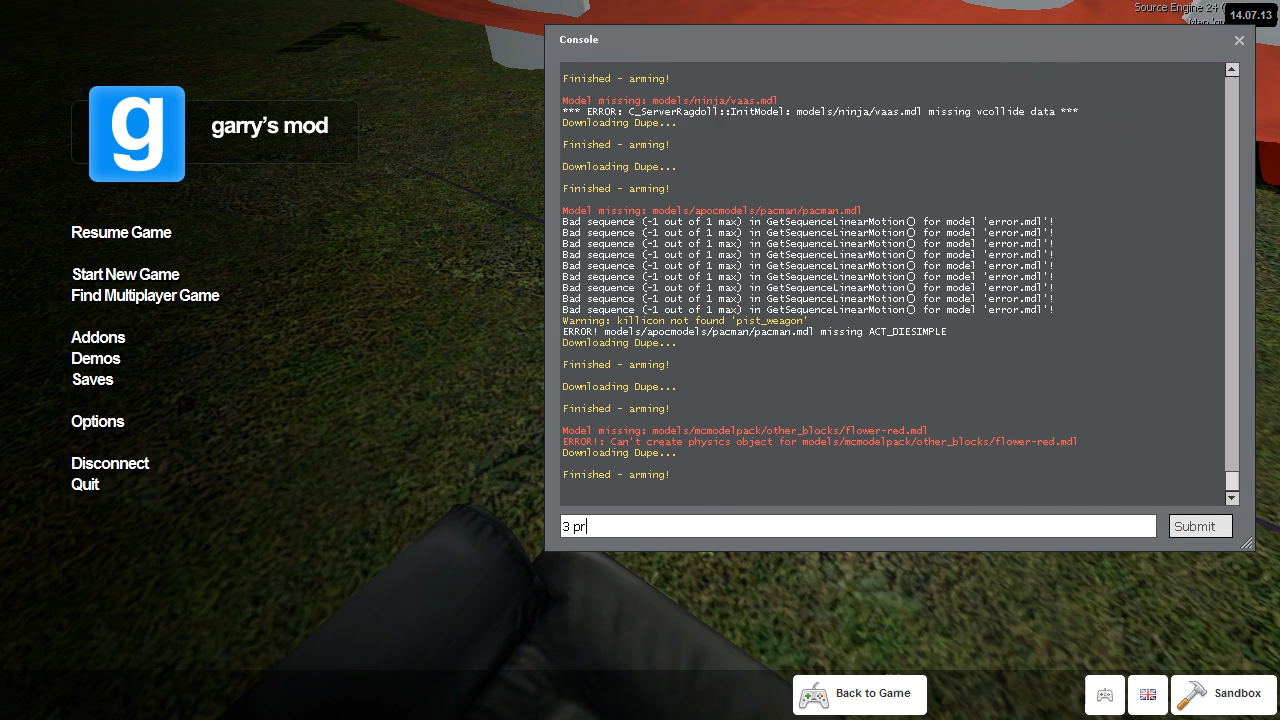 Source Engine 24
14.07.13
g
garry's mod
Resume Game
Start New Game
Find Multiplayer Game
Addons
Demos
Saves
Options
Disconnect
Quit
Console
Finished - arming!
Model missing: models/ninja/vaas.mdl
*** ERROR: C_ServerRagdoll::InitModel: models/ninja/vaas.mdl missing vcollide data ***
Downloading Dupe...
Finished - arming!
Downloading Dupe...
Finished - arming!
Model missing: models/apocmodels/pacman/pacman.mdl
Bad sequence (-1 out of 1 max) in GetSequenceLinearMotion() for model 'error.mdl'!
Bad sequence (-1 out of 1 max) in GetSequenceLinearMotion() for model 'error.mdl'!
Bad sequence (-1 out of 1 max) in GetSequenceLinearMotion() for model 'error.mdl'!
Bad sequence (-1 out of 1 max) in GetSequenceLinearMotion() for model 'error.mdl'!
Bad sequence (-1 out of 1 max) in GetSequenceLinearMotion() for model 'error.mdl'!
Bad sequence (-1 out of 1 max) in GetSequenceLinearMotion() for model 'error.mdl'!
Bad sequence (-1 out of 1 max) in GetSequenceLinearMotion() for model 'error.mdl'!
Bad sequence (-1 out of 1 max) in GetSequenceLinearMotion() for model 'error.mdl'!
Bad sequence (-1 out of 1 max) in GetSequenceLinearMotion() for model 'error.mdl'!
Warning: killicon not found 'pist_weagon'
ERROR! models/apocmodels/pacman/pacman.mdl missing ACT_DIESIMPLE
Downloading Dupe...
Finished - arming!
Downloading Dupe...
Finished - arming!
Model missing: models/mcmodelpack/other_blocks/flower-red.mdl
ERROR!: Can't create physics object for models/mcmodelpack/other_blocks/flower-red.mdl
Downloading Dupe...
Finished - arming!
3 pr
Submit
Back to Game
Sandbox